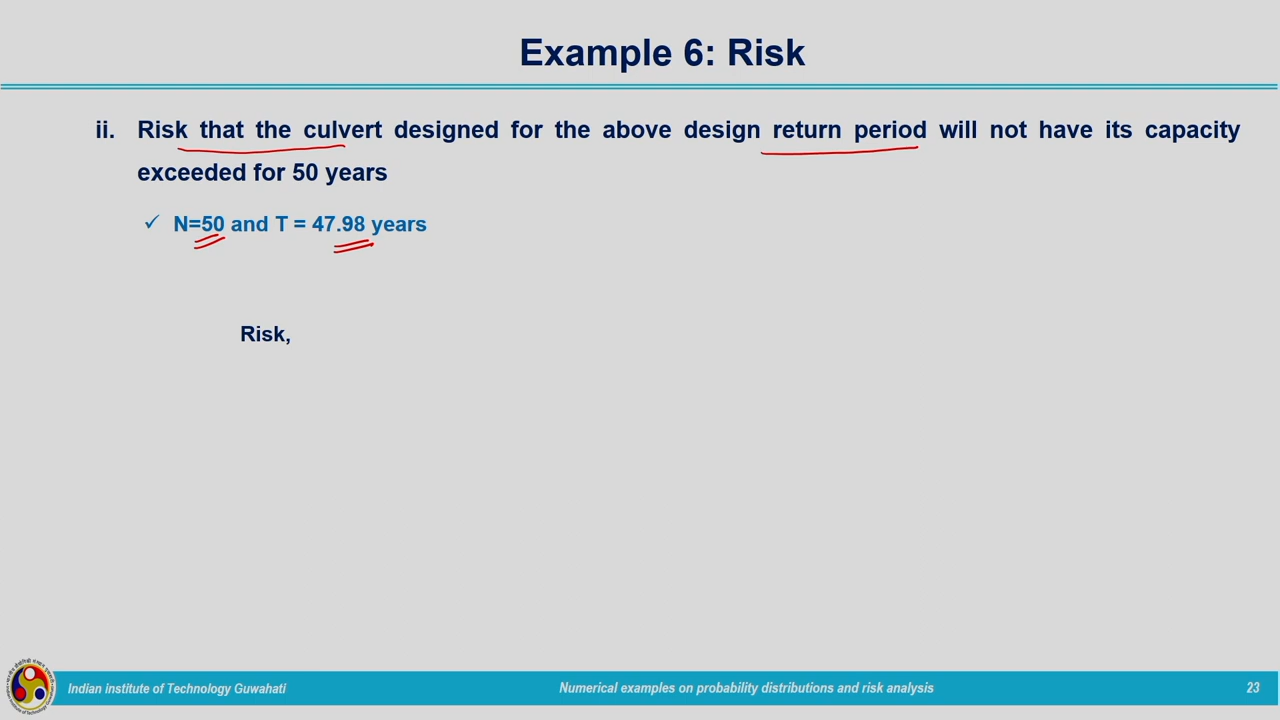 Example 6: Risk
ii. Risk that the culvert designed for the above design return period will not have its capacity
exceeded for 50 years
✓ N=50 and T = 47.98 years
Risk,
Indian institute of Technology Guwahati
Numerical examples on probability distributions and risk analysis
23